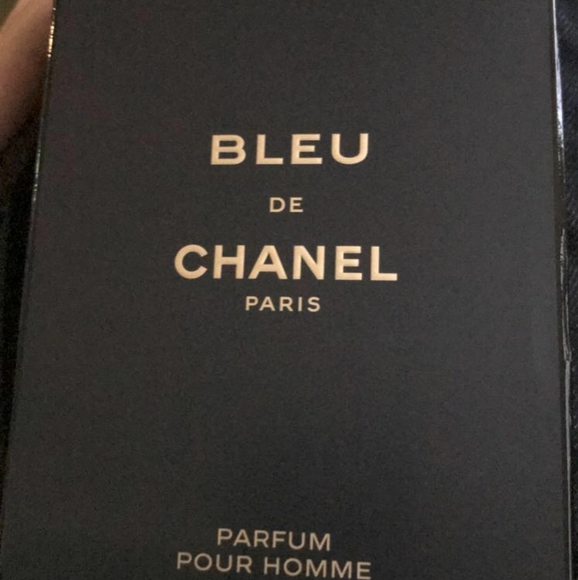 BLEU
DE
CHANEL
PARIS
PARFUM
POUR HOMME